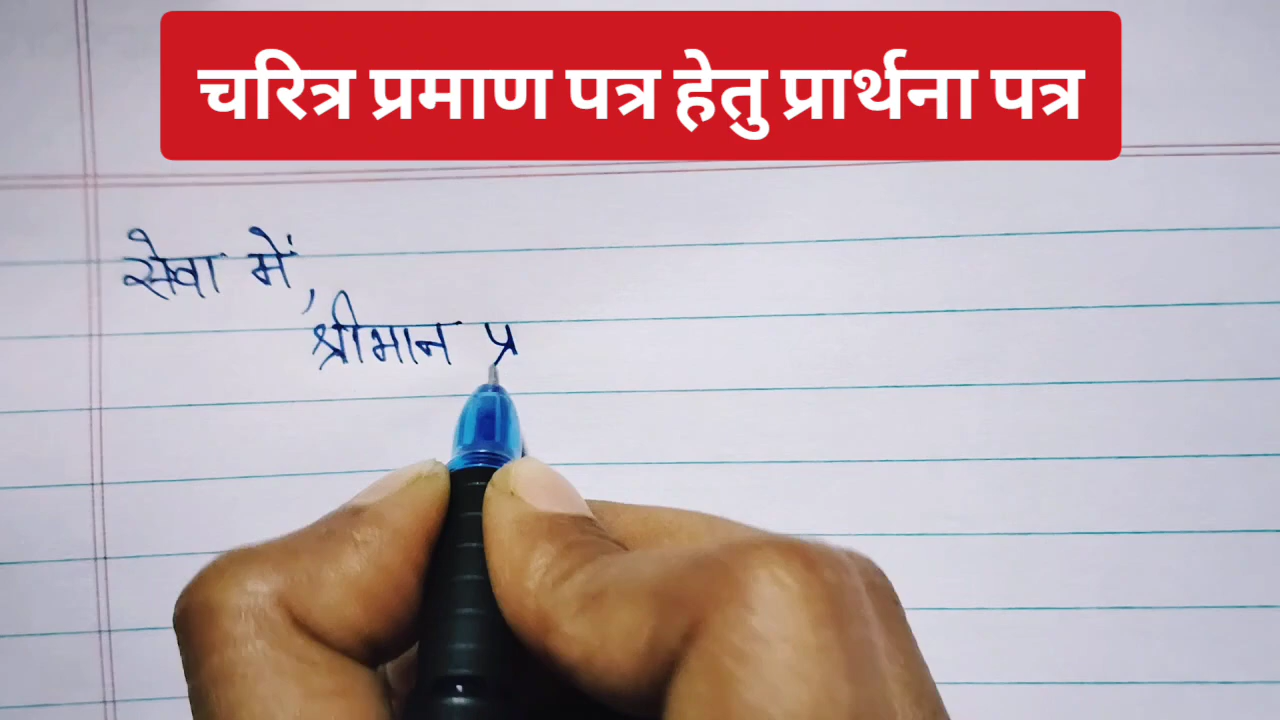 चरित्र प्रमाण पत्र हेतु प्रार्थना पत्र
सेवा में,
श्रीमान प्र